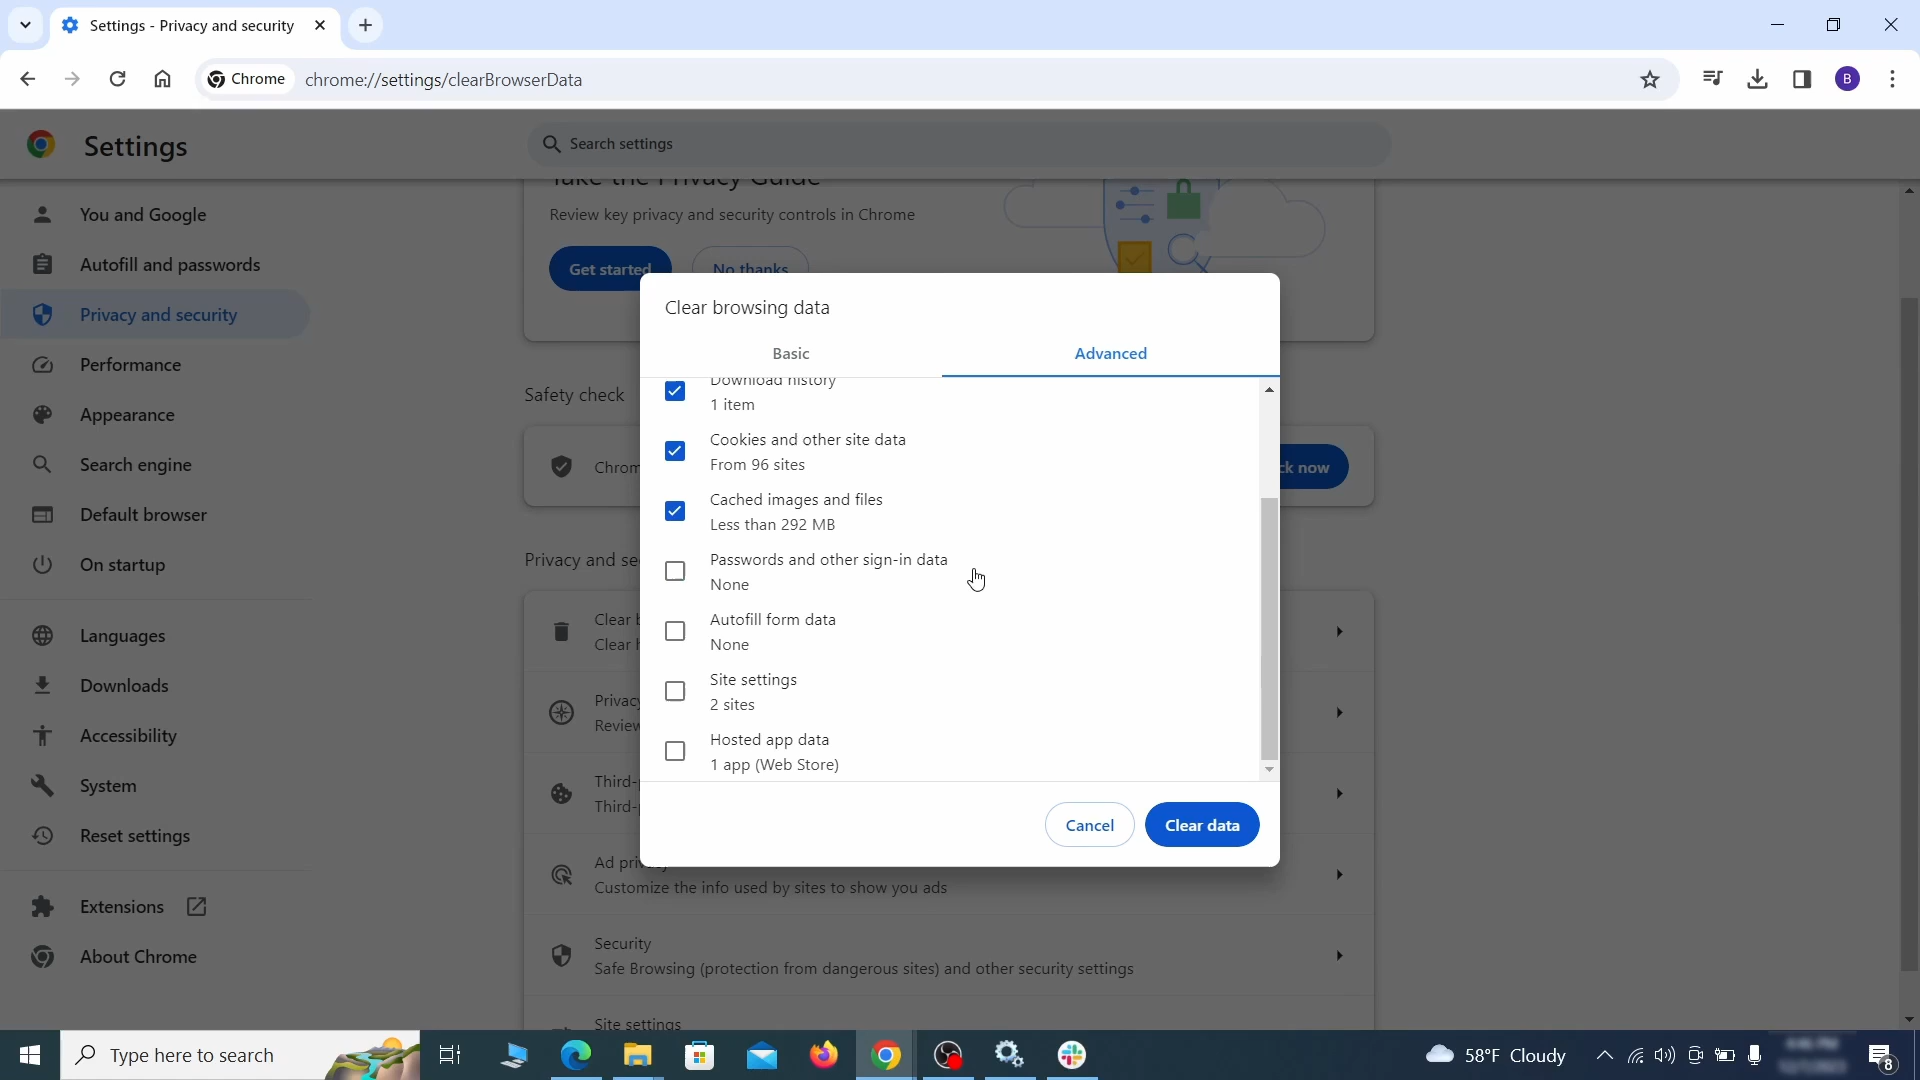 Settings - Privacy and security
Chrome
chrome://settings/clearBrowserData
B
Settings
Search settings
Take the Privacy Guide
Review key privacy and security controls in Chrome
Get started
No thanks
You and Google
Autofill and passwords
Privacy and security
Performance
Appearance
Search engine
Default browser
On startup
Languages
Downloads
Accessibility
System
Reset settings
Extensions
About Chrome
Safety check
Chrom
ck now
Privacy and se
Clear b
Clear h
Privacy
Review
Third-p
Third-p
Ad privacy
Customize the info used by sites to show you ads
Security
Safe Browsing (protection from dangerous sites) and other security settings
Site settings
Clear browsing data
Basic
Advanced
Download history
1 item
Cookies and other site data
From 96 sites
Cached images and files
Less than 292 MB
Passwords and other sign-in data
None
Autofill form data
None
Site settings
2 sites
Hosted app data
1 app (Web Store)
Cancel
Clear data
Type here to search
58°F Cloudy
8